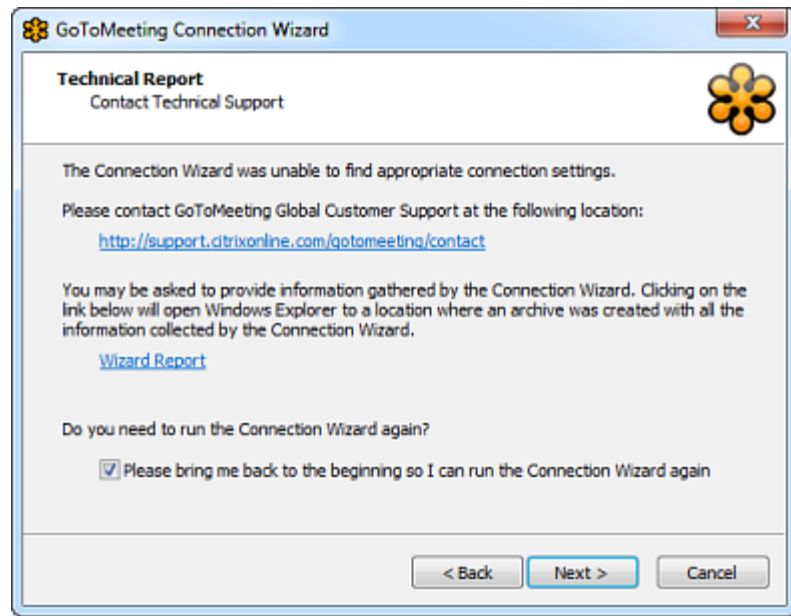 GoToMeeting Connection Wizard
Technical Report
Contact Technical Support
The Connection Wizard was unable to find appropriate connection settings.
Please contact GoToMeeting Global Customer Support at the following location:
http://support.citrixonline.com/gotomeeting/contact
You may be asked to provide information gathered by the Connection Wizard. Clicking on the
link below will open Windows Explorer to a location where an archive was created with all the
information collected by the Connection Wizard.
Wizard Report
Do you need to run the Connection Wizard again?
Please bring me back to the beginning so I can run the Connection Wizard again
< Back Next > Cancel